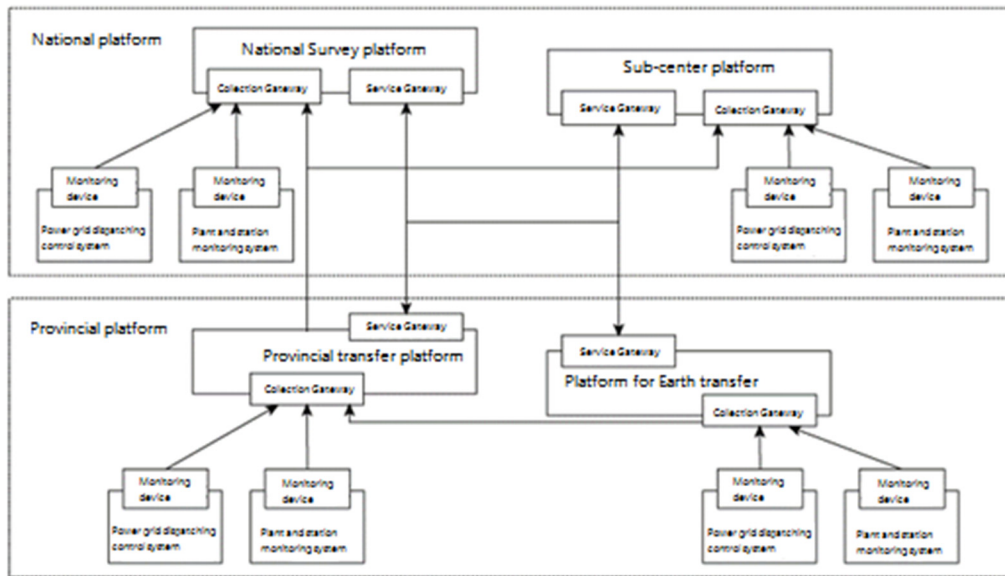 National platform
National Survey platform
Colection Gateway
Service Gateway
Sub-center platform
Service Gateway
Colection Gateway
Monitoring
device
Power grid dispatching
control system
Monitoring
device
Plant and station
monitoring system
Monitoring
device
Power grid dispatching
control system
Monitoring
device
Plant and station
monitoring system
Provincial platform
Service Gateway
Provincial transfer platform
Colection Gateway
Service Gateway
Platform for Earth transfer
Colection Gateway
Monitoring
device
Power grid dispatching
control system
Monitoring
device
Plant and station
monitoring system
Monitoring
device
Power grid dispatching
control system
Monitoring
device
Plant and station
monitoring system